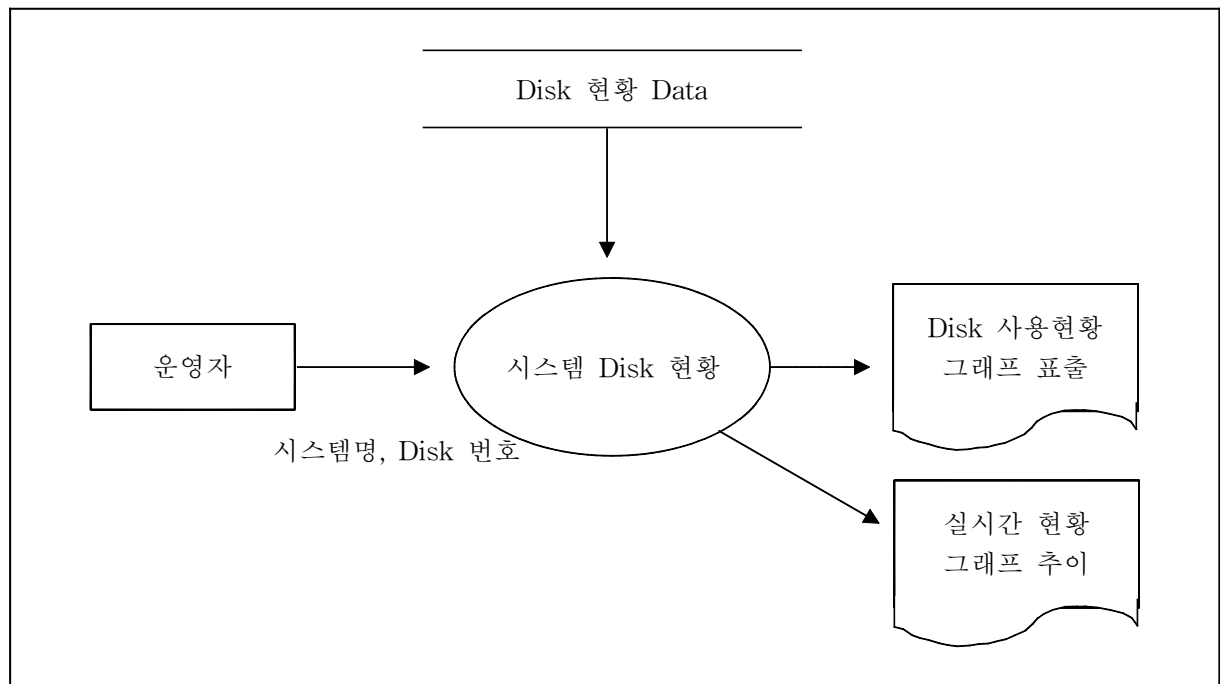 Disk 현황 Data
운영자
시스템 Disk 현황
시스템명, Disk 번호
Disk 사용현황
그래프 표출
실시간 현황
그래프 추이